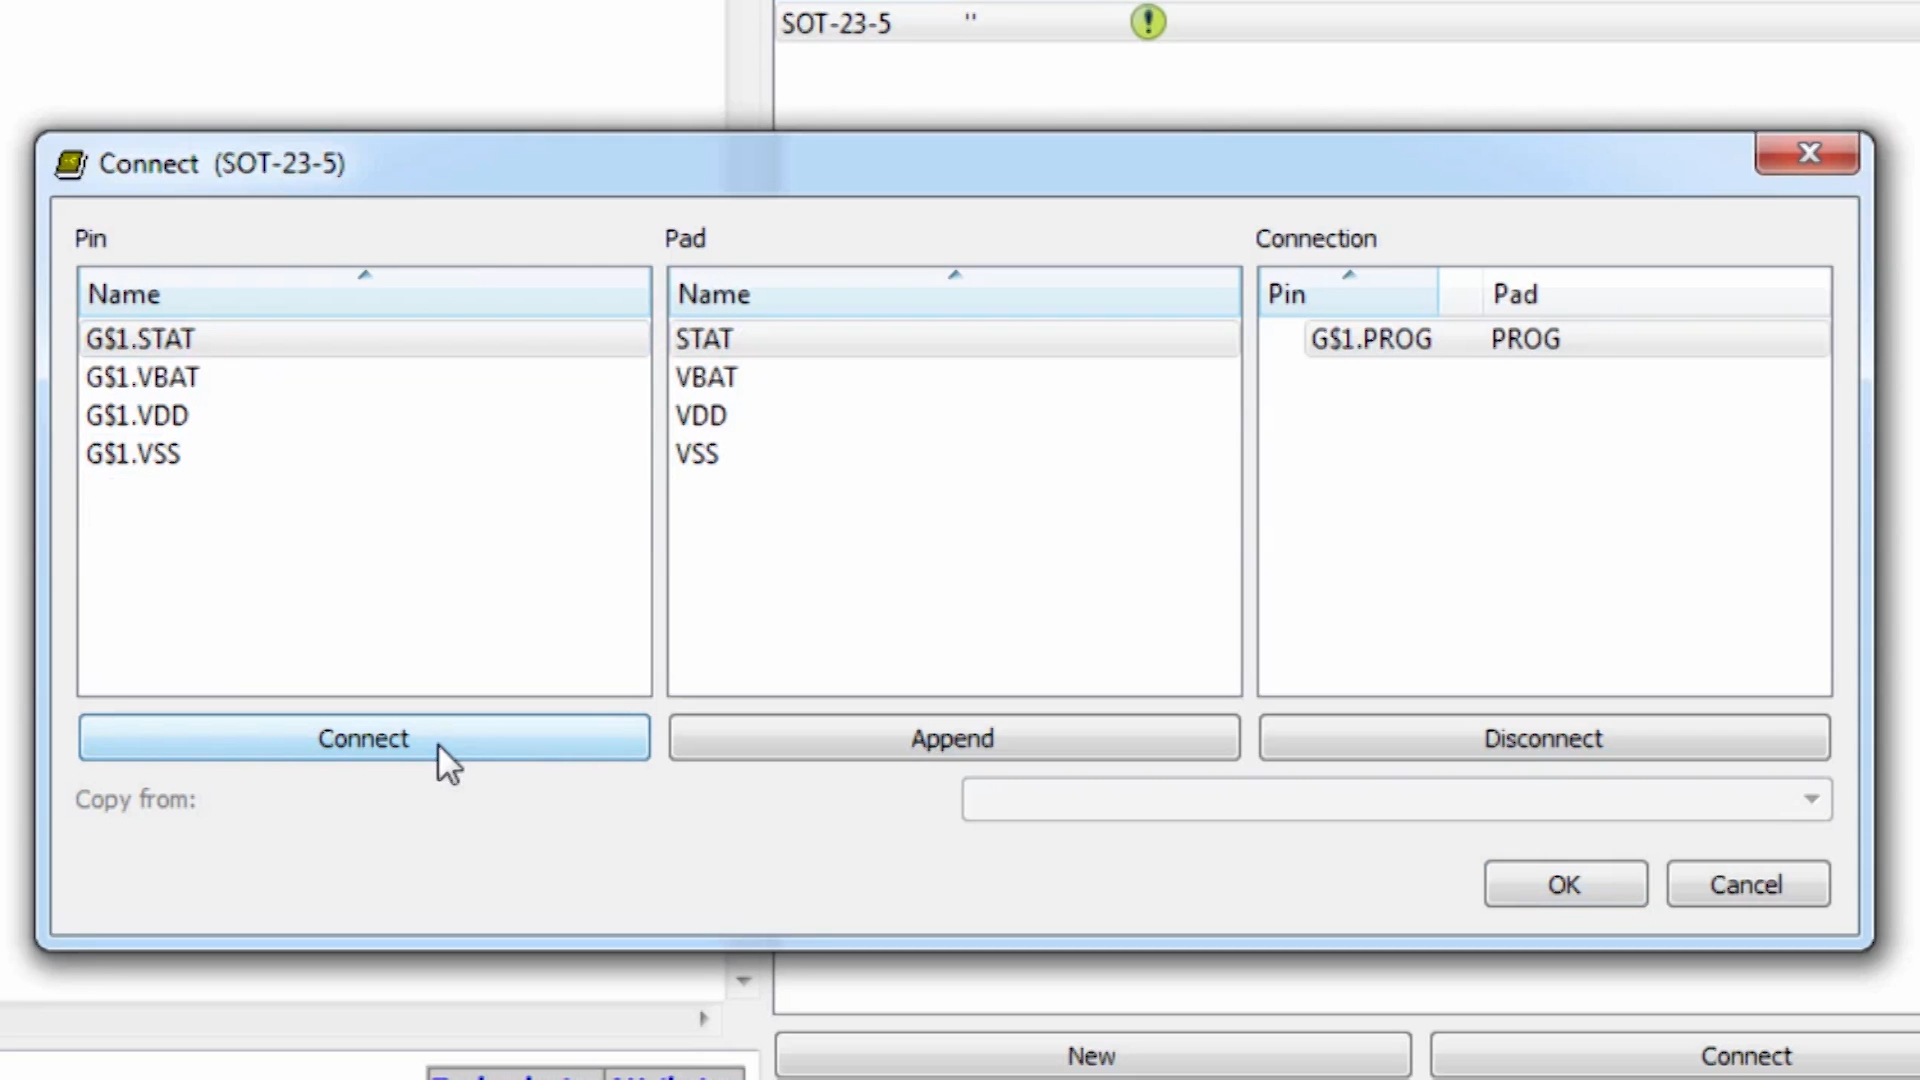 SOT-23-5 ''
Connect (SOT-23-5)
Pin Pad Connection
Name Name Pin Pad
G$1.STAT STAT G$1.PROG PROG
G$1.VBAT VBAT
G$1.VDD VDD
G$1.VSS VSS
Connect Append Disconnect
Copy from:
OK Cancel
New Connect